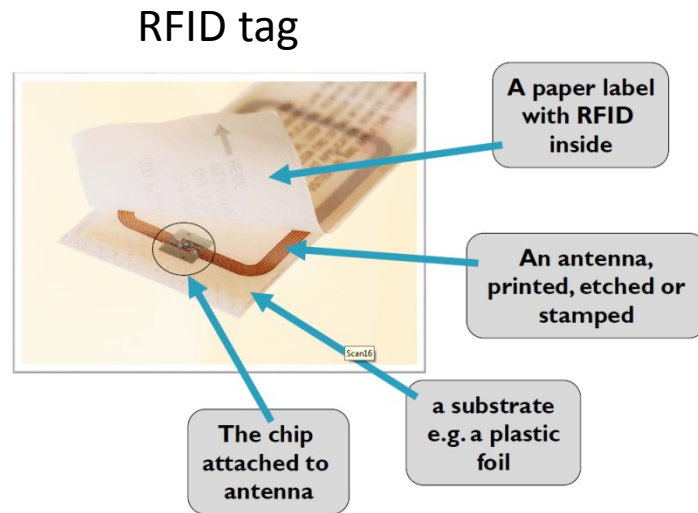 RFID tag
A paper label
with RFID
inside
An antenna,
printed, etched or
stamped
Scan16
a substrate
e.g. a plastic
foil
The chip
attached to
antenna